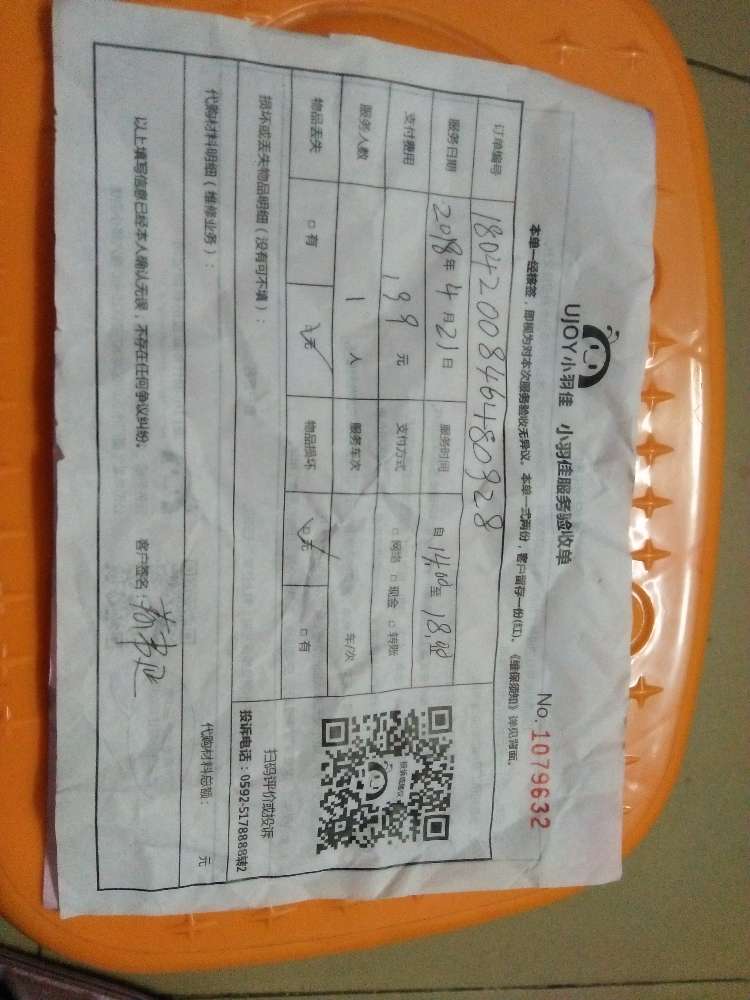 UJOY小羽佳 小羽佳服务验收单
No. 1079632
本单一经接签，即视为对本次服务验收无异议。本单一式两份，客户留存一份(红)。《维保须知》详见背面。
订单编号 1804200846480928
服务日期 2018年4月21日 服务时间 自14:00至18:00
支付费用 199元 支付方式 □网络 □现金 □转账
服务人数 1人 服务车次 车/次
物品丢失 □有 □无 物品损坏 □无 □有
损坏或丢失物品明细（没有可不填）：
扫码评价或投诉
投诉电话：0592-5178888转2
代购材料明细（维修业务）： 代购材料总额： 元
以上填写信息已经本人确认无误，不存在任何争议纠纷。 客户签名：